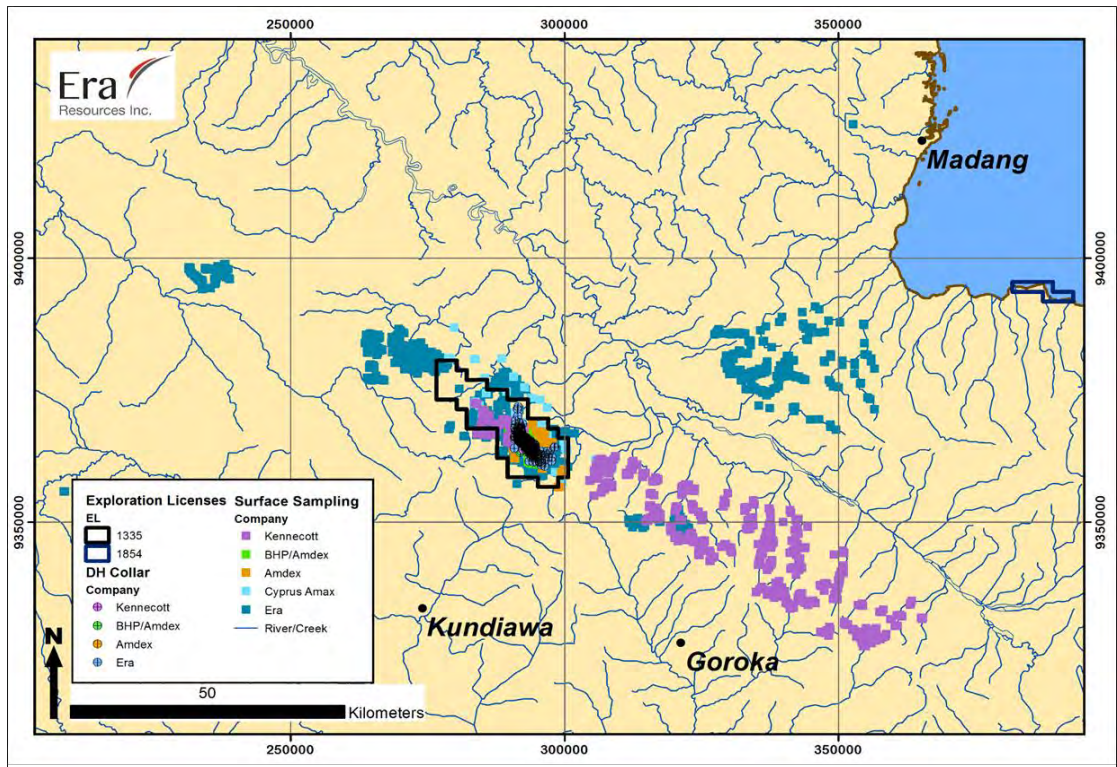 250000
300000
350000
Era
Resources Inc.
Madang
9400000
9400000
9350000
9350000
Exploration Licenses
EL
1335
1854
DH Collar
Company
Kennecott
BHP/Amdex
Amdex
Era
Surface Sampling
Company
Kennecott
BHP/Amdex
Amdex
Cyprus Amax
Era
River/Creek
Kundiawa
Goroka
N
50
Kilometers
250000
300000
350000